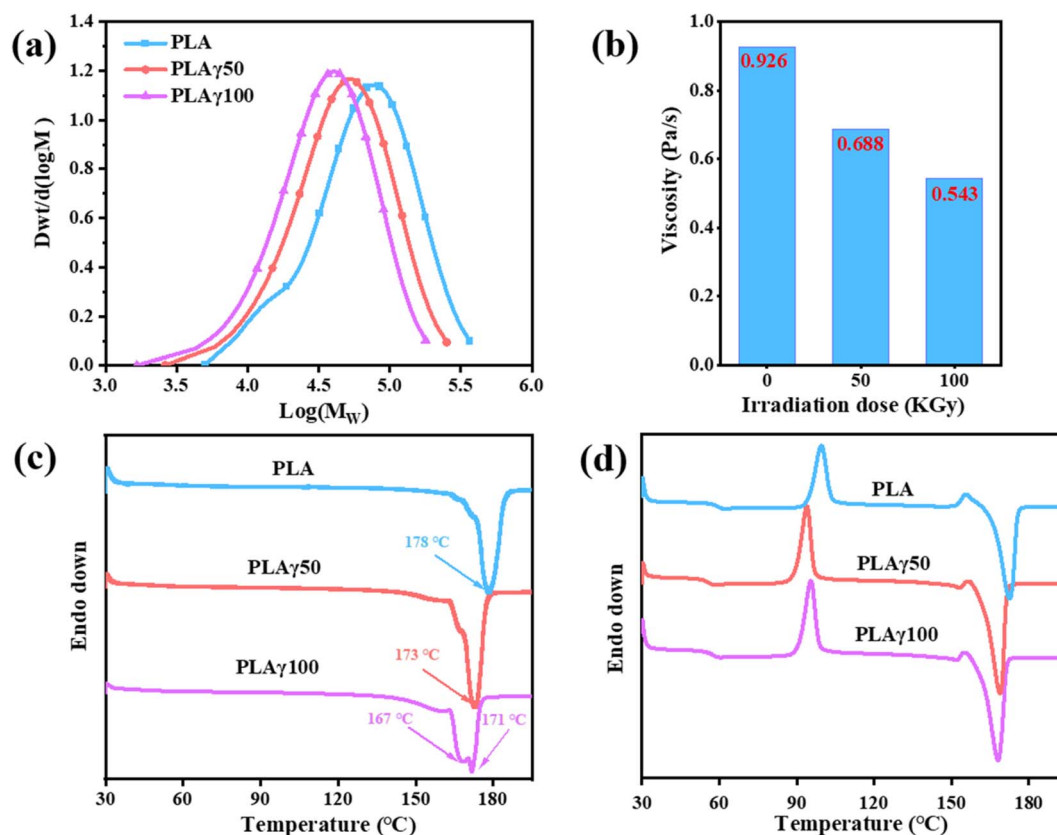 (a)
PLA
PLAγ50
PLAγ100
Dwt/d(logM)
1.4
1.2
1.0
0.8
0.6
0.4
0.2
0.0
3.0 3.5 4.0 4.5 5.0 5.5 6.0
Log(M_W)
(b)
Viscosity (Pa/s)
1.0
0.8
0.6
0.4
0.2
0.0
0.926
0.688
0.543
0 50 100
Irradiation dose (KGy)
(c)
Endo down
PLA
178 °C
PLAγ50
173 °C
PLAγ100
167 °C
171 °C
30 60 90 120 150 180
Temperature (°C)
(d)
Endo down
PLA
PLAγ50
PLAγ100
30 60 90 120 150 180
Temperature (°C)